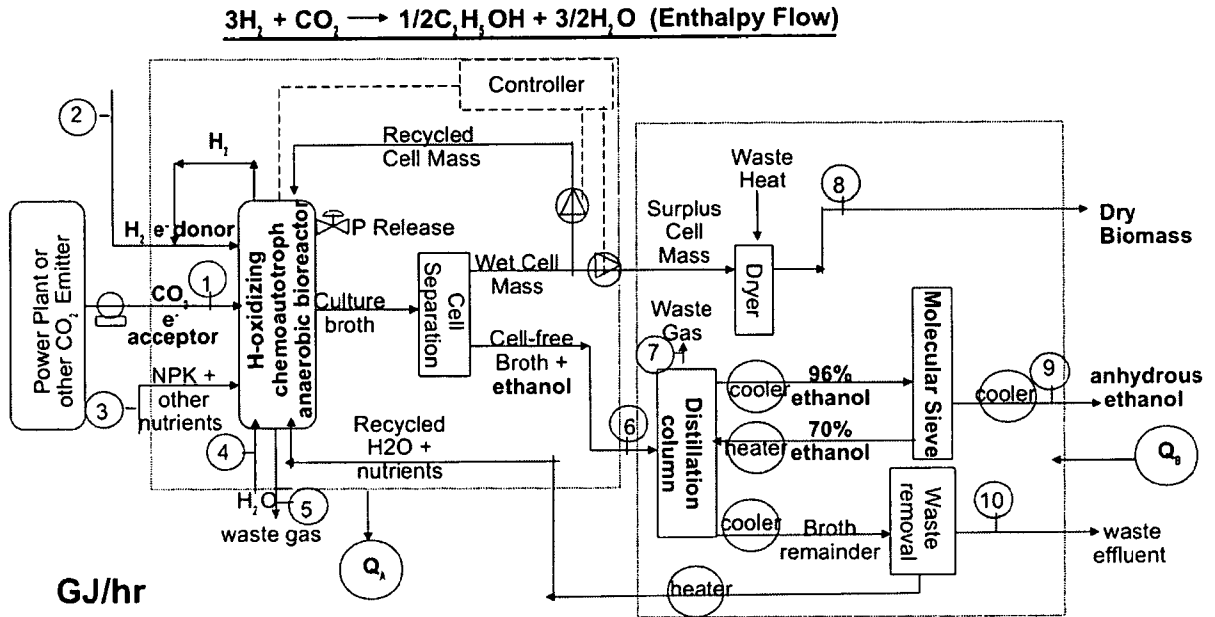 3H₂ + CO₂ → 1/2C₂H₅OH + 3/2H₂O (Enthalpy Flow)
Controller
2
H₂
Recycled
Cell Mass
Waste
Heat
8
Dry
Biomass
Surplus
Cell
Mass
Dryer
P Release
H₂ e⁻ donor
Power Plant or
other CO₂ Emitter
1
CO₂
e⁻
acceptor
H-oxidizing
chemoautotroph
anaerobic bioreactor
Culture
broth
Cell
Separation
Wet Cell
Mass
Cell-free
Broth +
ethanol
Waste
Gas
7
3
NPK +
other
nutrients
4
H₂O
5
waste gas
Recycled
H2O +
nutrients
6
Distillation
column
cooler
96%
ethanol
heater
70%
ethanol
Molecular Sieve
cooler
9
anhydrous
ethanol
Q_B
cooler
Broth
remainder
Waste
removal
10
waste
effluent
heater
Q_A
GJ/hr